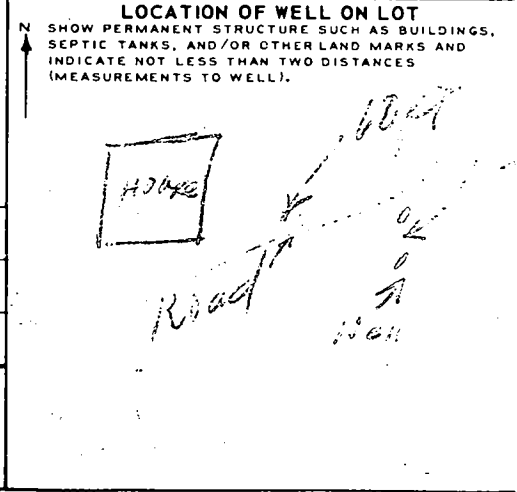 LOCATION OF WELL ON LOT
N SHOW PERMANENT STRUCTURE SUCH AS BUILDINGS,
SEPTIC TANKS, AND/OR OTHER LAND MARKS AND
INDICATE NOT LESS THAN TWO DISTANCES
(MEASUREMENTS TO WELL).
House
Road
Well